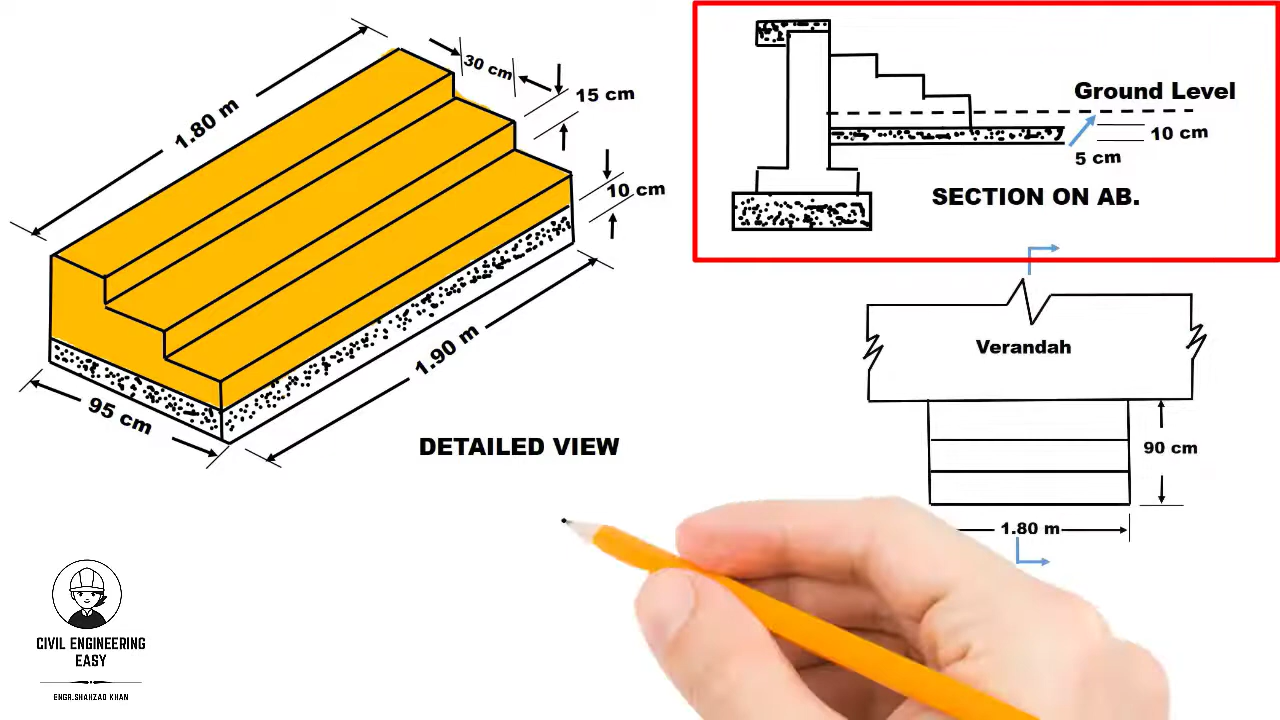 1.80 m
30 cm
15 cm
10 cm
1.90 m
95 cm
DETAILED VIEW
Ground Level
10 cm
5 cm
SECTION ON AB.
Verandah
90 cm
1.80 m
CIVIL ENGINEERING
EASY
ENGR.SHAHZAD KHAN